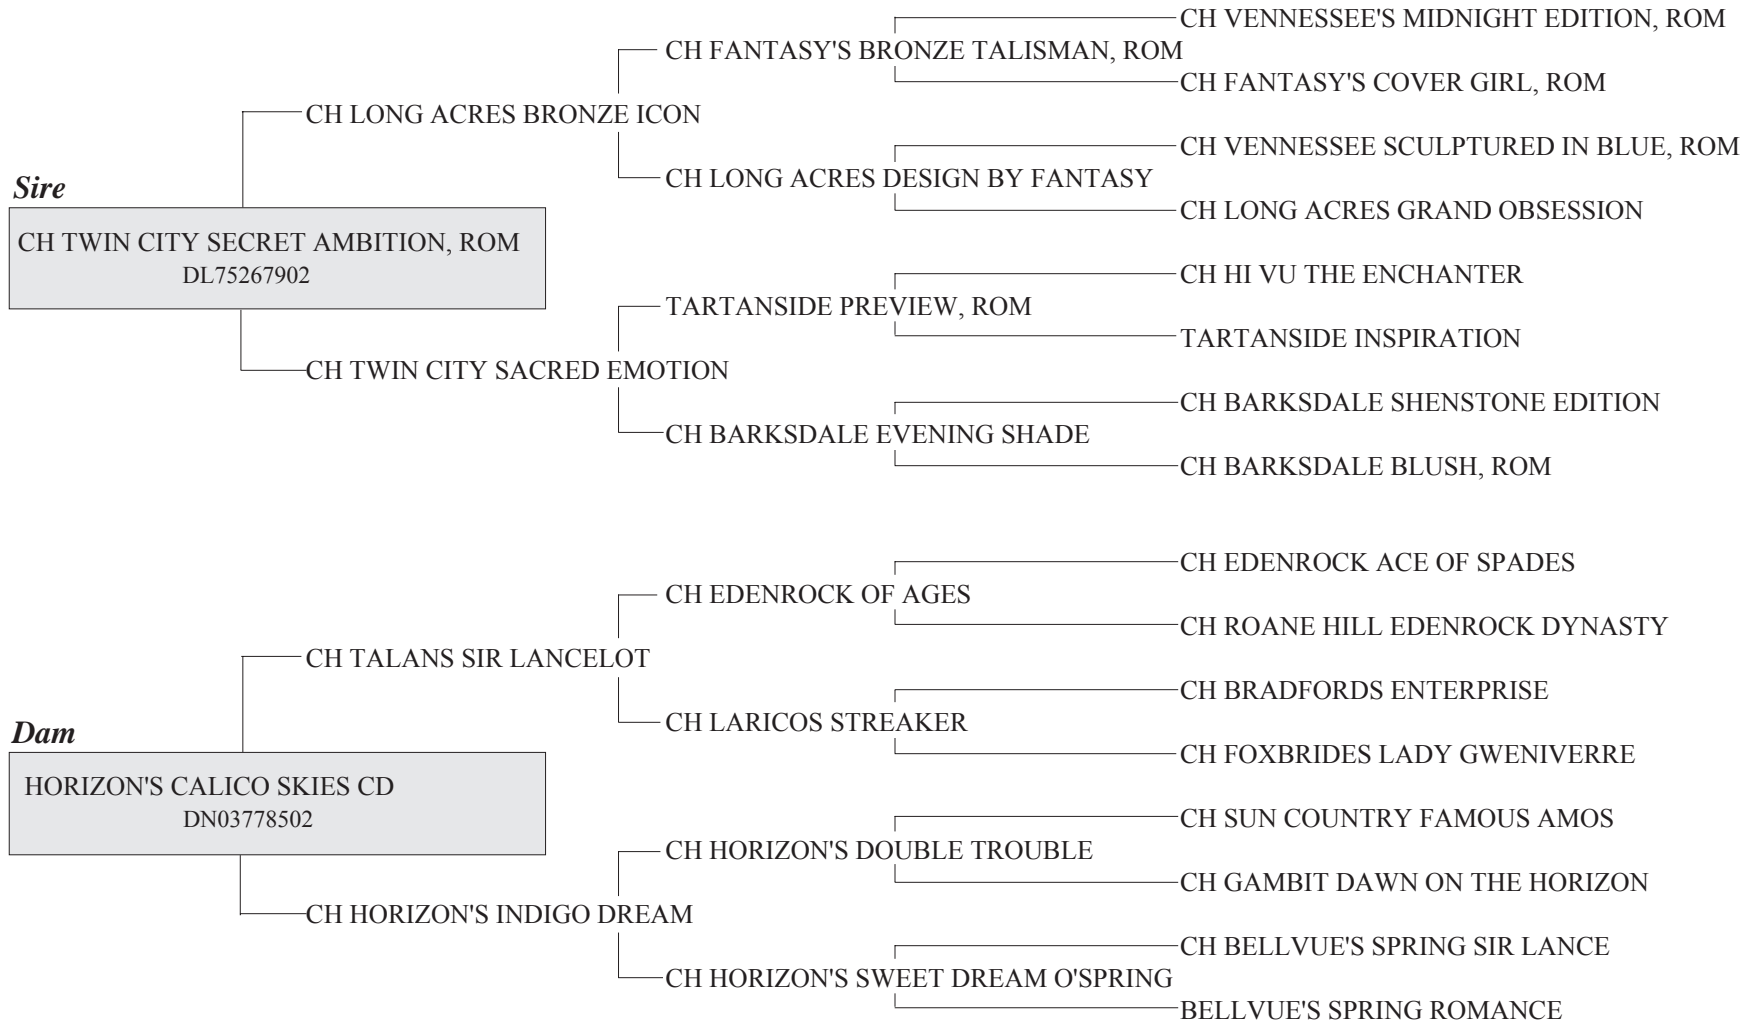 CH VENNESSEE'S MIDNIGHT EDITION, ROM
CH FANTASY'S BRONZE TALISMAN, ROM
CH FANTASY'S COVER GIRL, ROM
CH LONG ACRES BRONZE ICON
CH VENNESSEE SCULPTURED IN BLUE, ROM
CH LONG ACRES DESIGN BY FANTASY
Sire
CH LONG ACRES GRAND OBSESSION
CH TWIN CITY SECRET AMBITION, ROM
DL75267902
CH HI VU THE ENCHANTER
TARTANSIDE PREVIEW, ROM
TARTANSIDE INSPIRATION
CH TWIN CITY SACRED EMOTION
CH BARKSDALE SHENSTONE EDITION
CH BARKSDALE EVENING SHADE
CH BARKSDALE BLUSH, ROM
CH EDENROCK ACE OF SPADES
CH EDENROCK OF AGES
CH ROANE HILL EDENROCK DYNASTY
CH TALANS SIR LANCELOT
CH BRADFORDS ENTERPRISE
CH LARICOS STREAKER
Dam
CH FOXBRIDES LADY GWENIVERRE
HORIZON'S CALICO SKIES CD
DN03778502
CH SUN COUNTRY FAMOUS AMOS
CH HORIZON'S DOUBLE TROUBLE
CH GAMBIT DAWN ON THE HORIZON
CH HORIZON'S INDIGO DREAM
CH BELLVUE'S SPRING SIR LANCE
CH HORIZON'S SWEET DREAM O'SPRING
BELLVUE'S SPRING ROMANCE